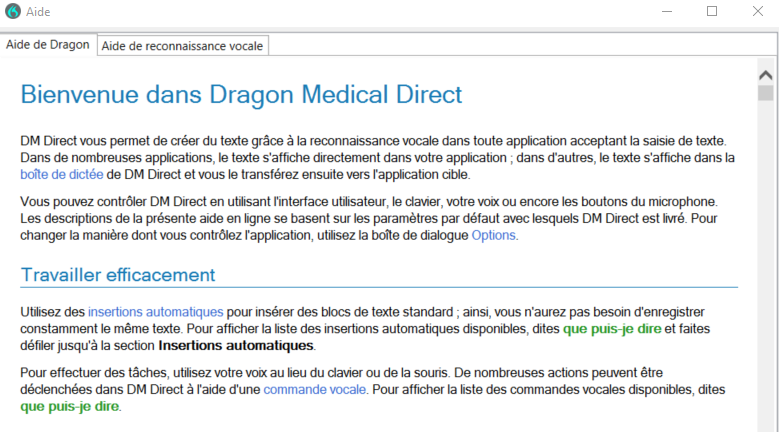 Aide
Aide de Dragon
Aide de reconnaissance vocale
Bienvenue dans Dragon Medical Direct
DM Direct vous permet de créer du texte grâce à la reconnaissance vocale dans toute application acceptant la saisie de texte.
Dans de nombreuses applications, le texte s'affiche directement dans votre application ; dans d'autres, le texte s'affiche dans la
boîte de dictée de DM Direct et vous le transférez ensuite vers l'application cible.
Vous pouvez contrôler DM Direct en utilisant l'interface utilisateur, le clavier, votre voix ou encore les boutons du microphone.
Les descriptions de la présente aide en ligne se basent sur les paramètres par défaut avec lesquels DM Direct est livré. Pour
changer la manière dont vous contrôlez l'application, utilisez la boîte de dialogue Options.
Travailler efficacement
Utilisez des insertions automatiques pour insérer des blocs de texte standard ; ainsi, vous n'aurez pas besoin d'enregistrer
constamment le même texte. Pour afficher la liste des insertions automatiques disponibles, dites que puis-je dire et faites
défiler jusqu'à la section Insertions automatiques.
Pour effectuer des tâches, utilisez votre voix au lieu du clavier ou de la souris. De nombreuses actions peuvent être
déclenchées dans DM Direct à l'aide d'une commande vocale. Pour afficher la liste des commandes vocales disponibles, dites
que puis-je dire.